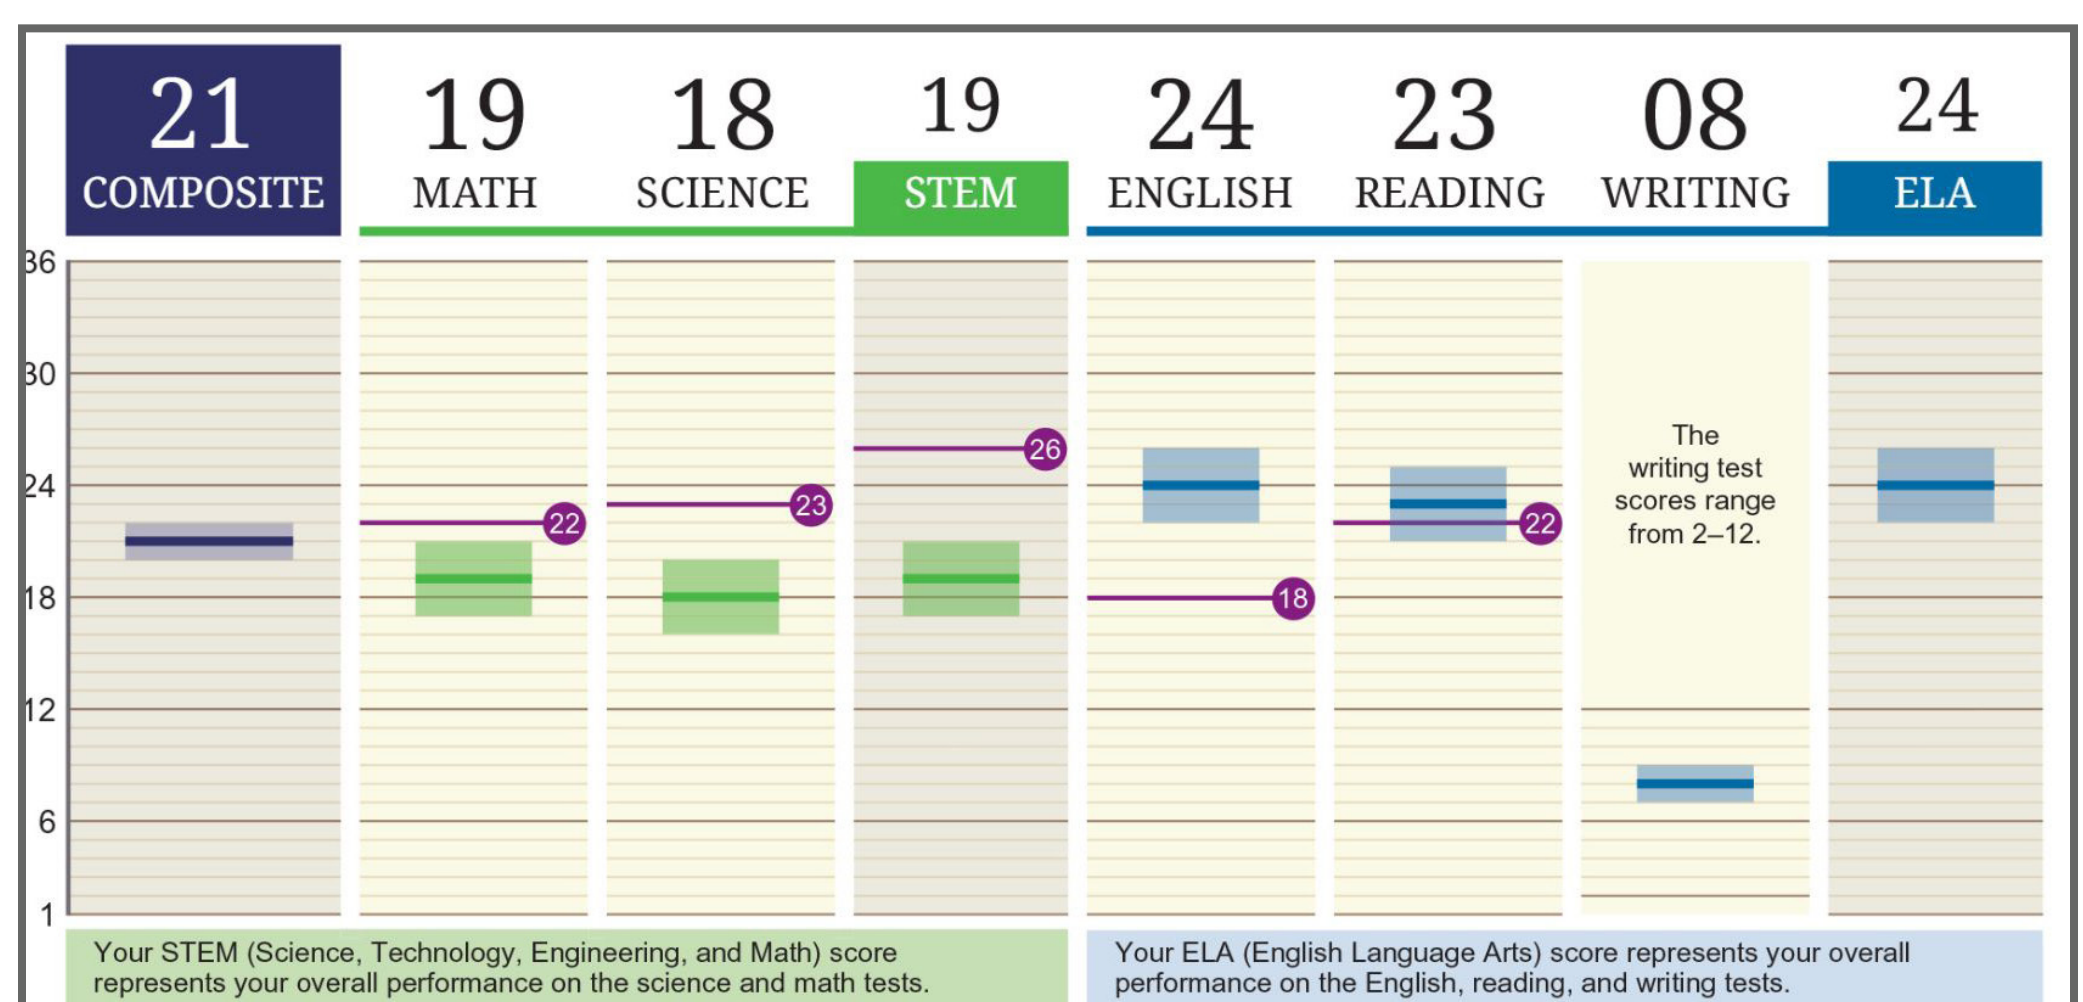 21
COMPOSITE
19
MATH
18
SCIENCE
19
STEM
24
ENGLISH
23
READING
08
WRITING
24
ELA
36
30
24
18
12
6
1
22
23
26
18
22
The
writing test
scores range
from 2–12.
Your STEM (Science, Technology, Engineering, and Math) score
represents your overall performance on the science and math tests.
Your ELA (English Language Arts) score represents your overall
performance on the English, reading, and writing tests.